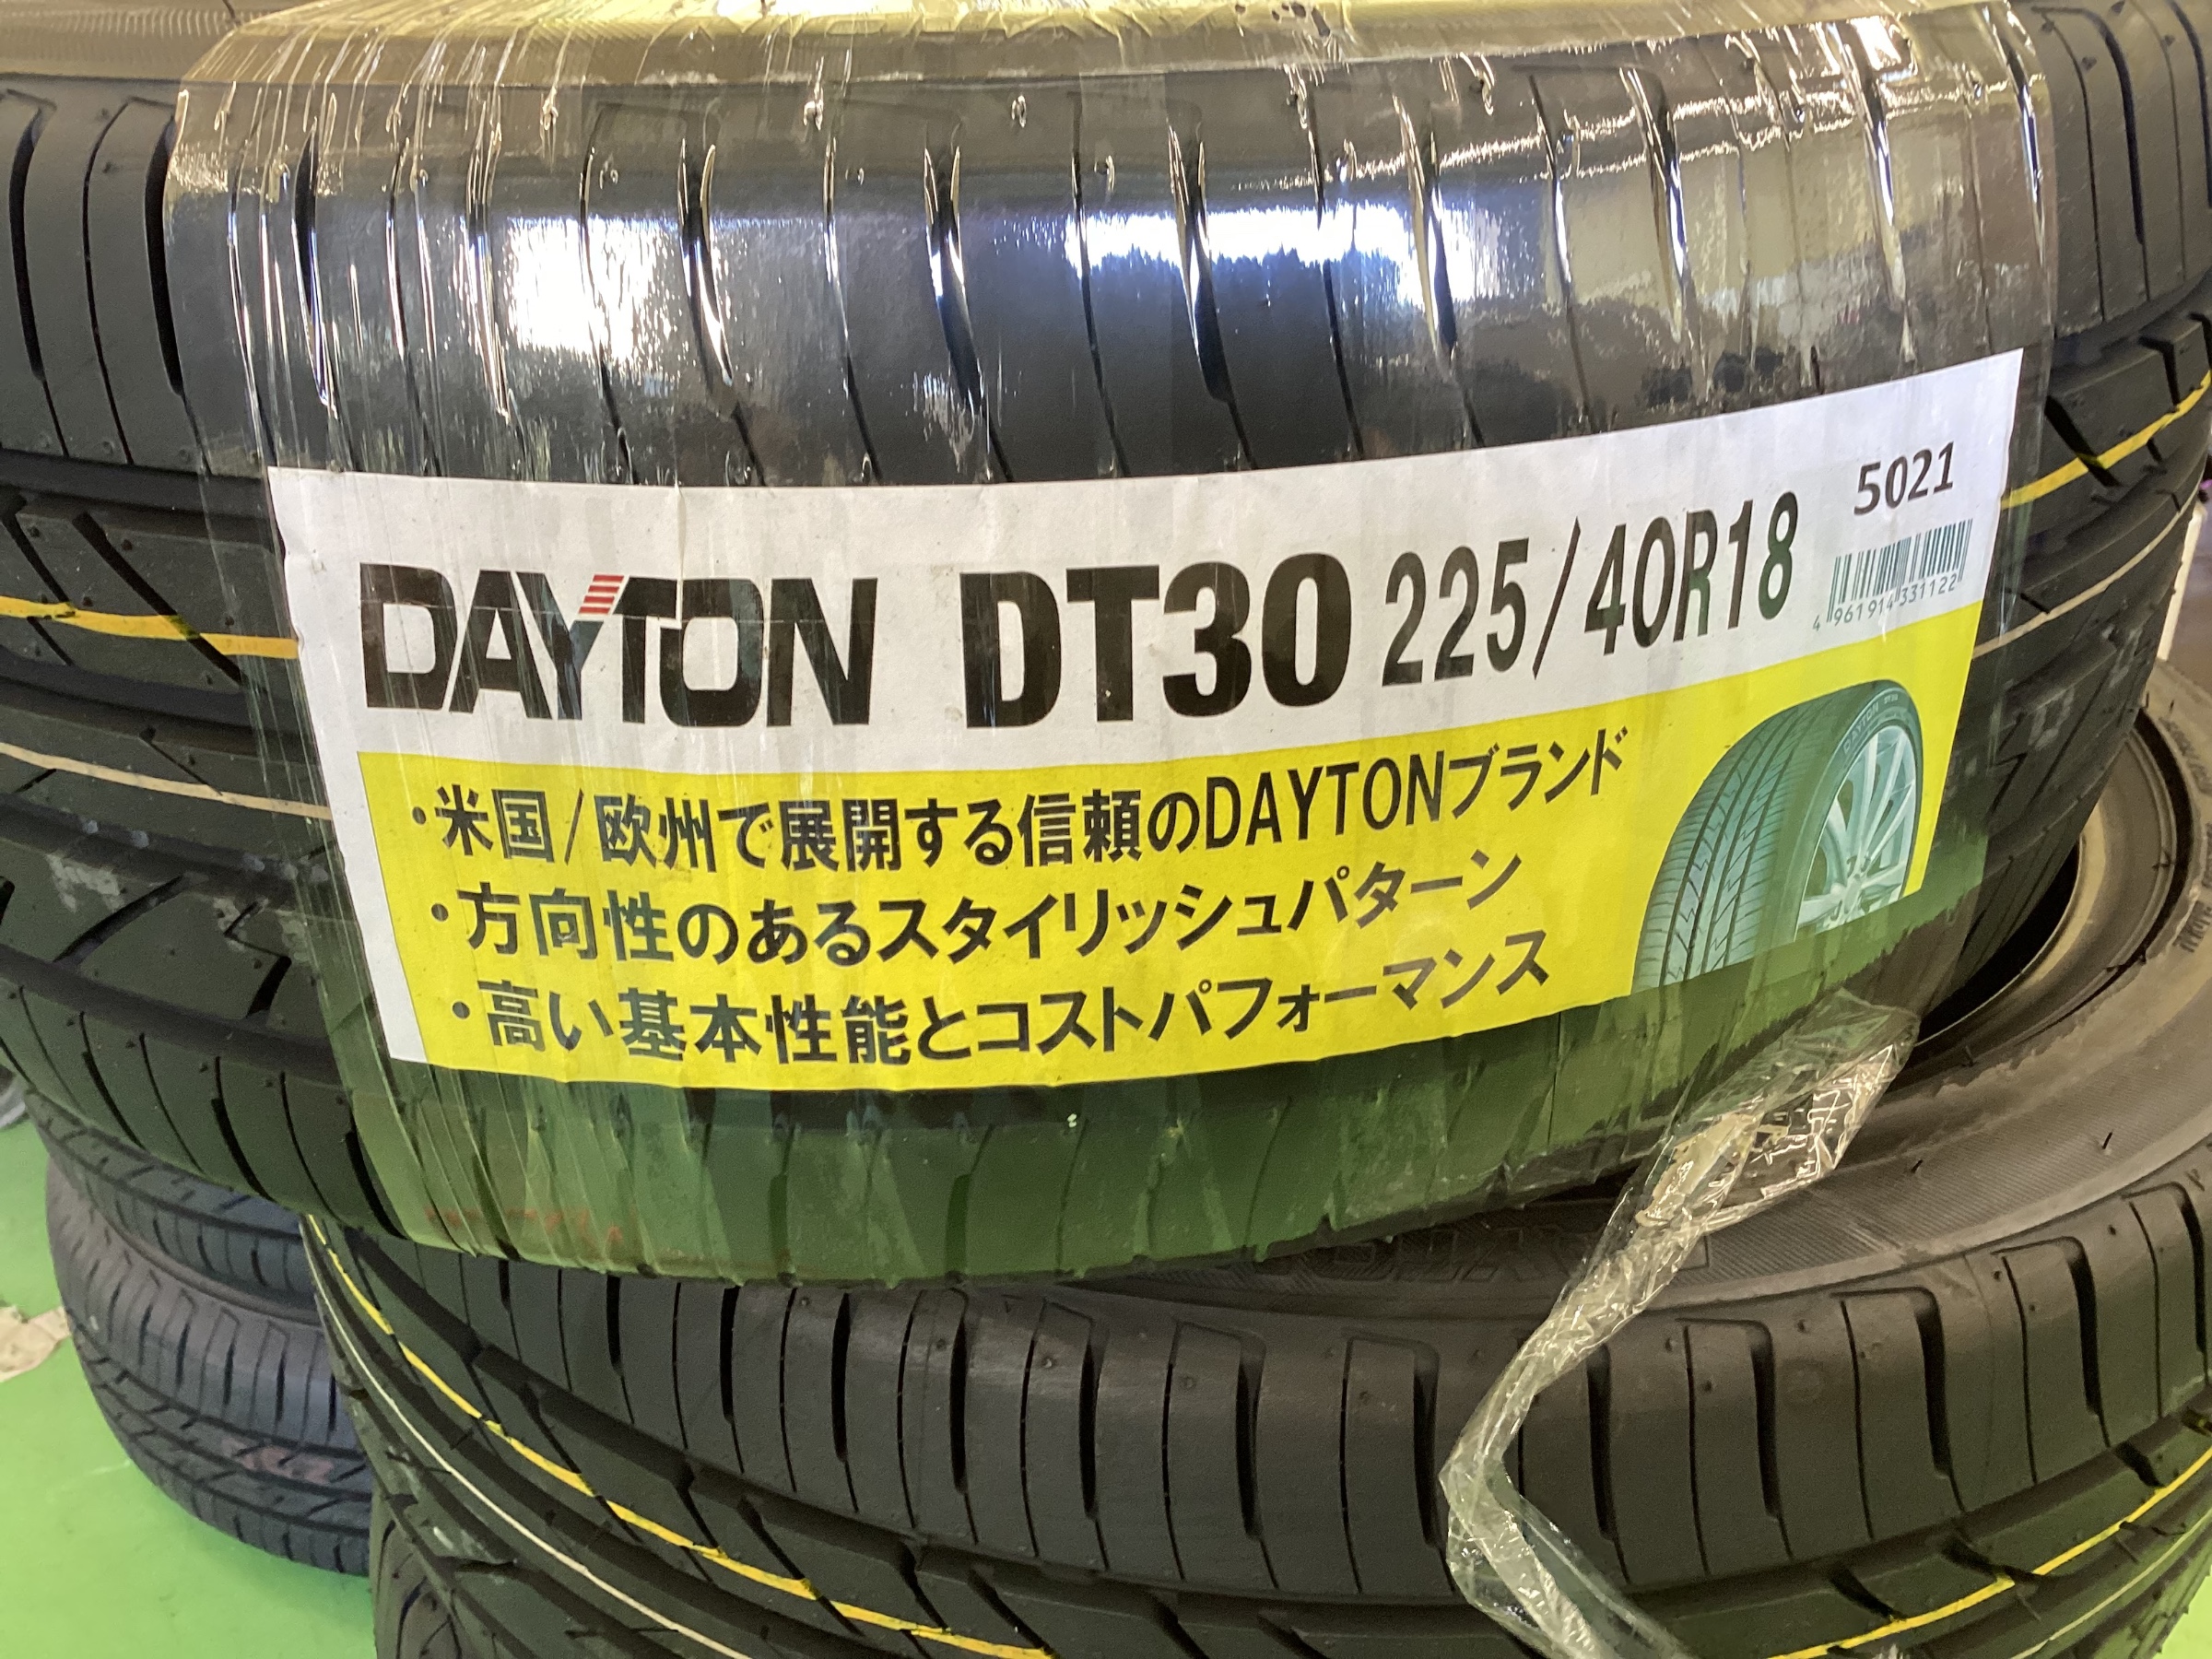 5021
DAYTON DT30 225/40R18
4961914331122
・米国/欧州で展開する信頼のDAYTONブランド
・方向性のあるスタイリッシュパターン
・高い基本性能とコストパフォーマンス
DAYTON